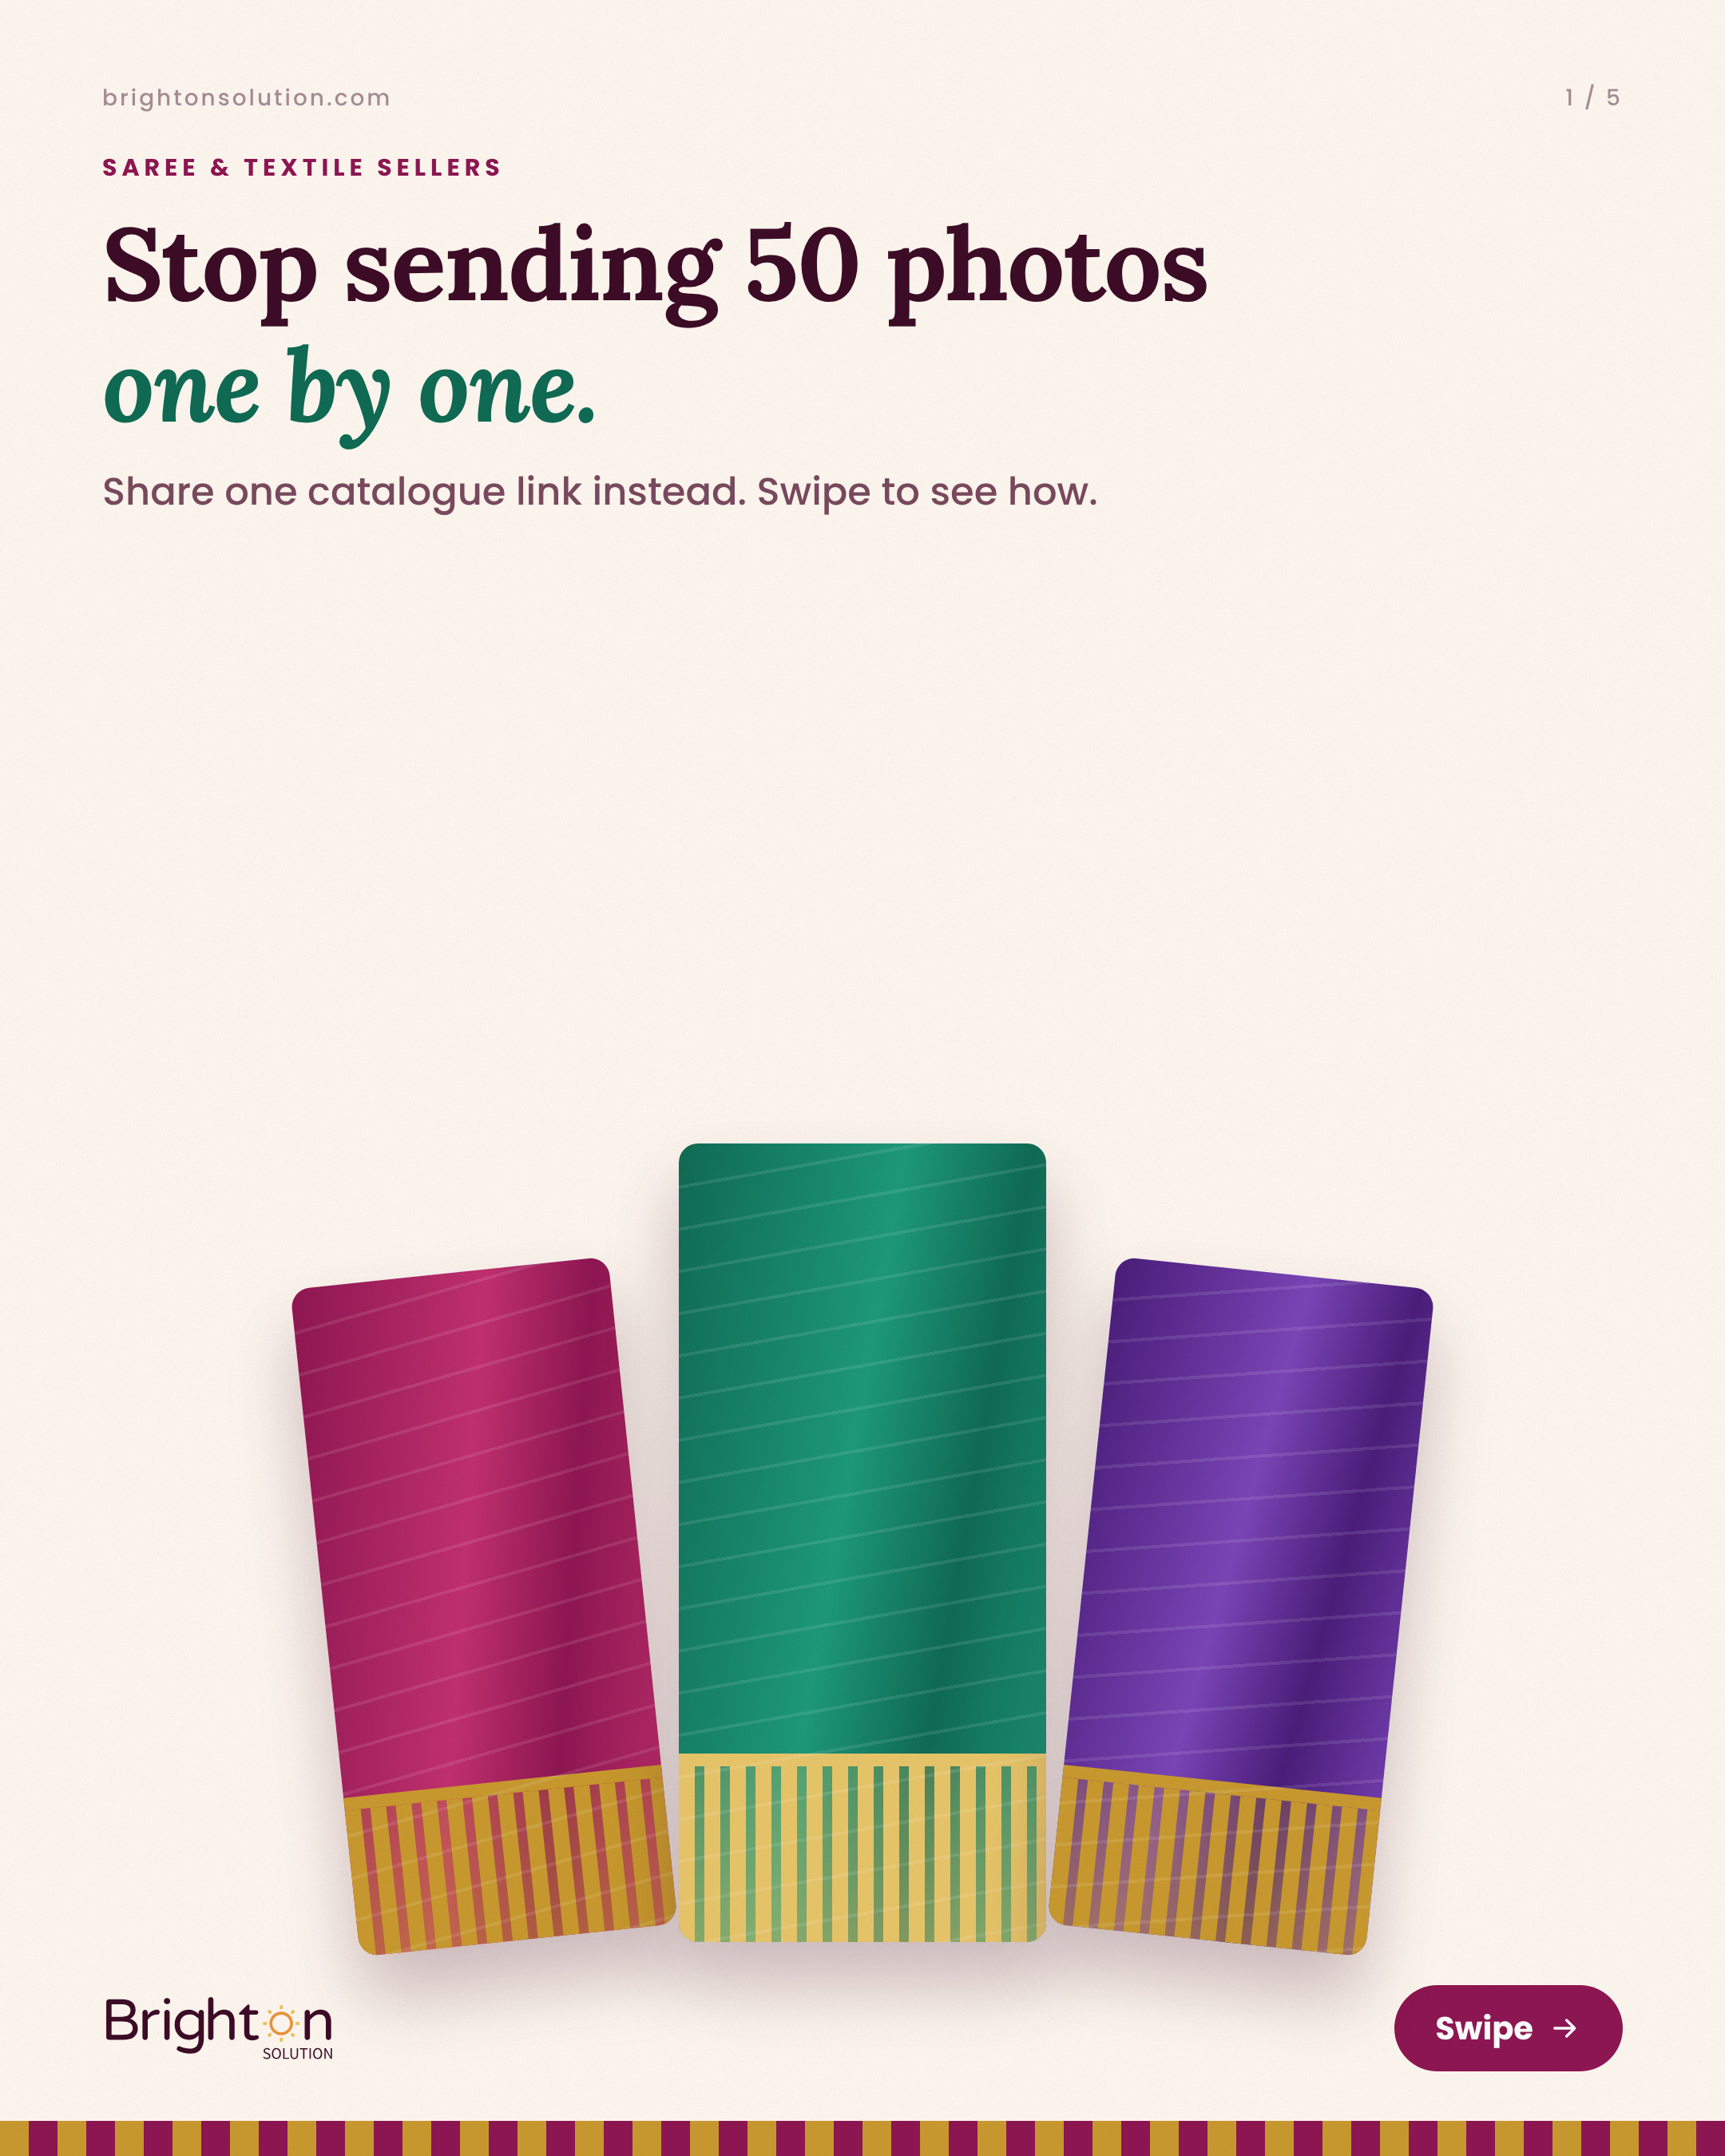 brightonsolution.com
1 / 5
SAREE & TEXTILE SELLERS
Stop sending 50 photos
one by one.
Share one catalogue link instead. Swipe to see how.
Brighton
SOLUTION
Swipe →